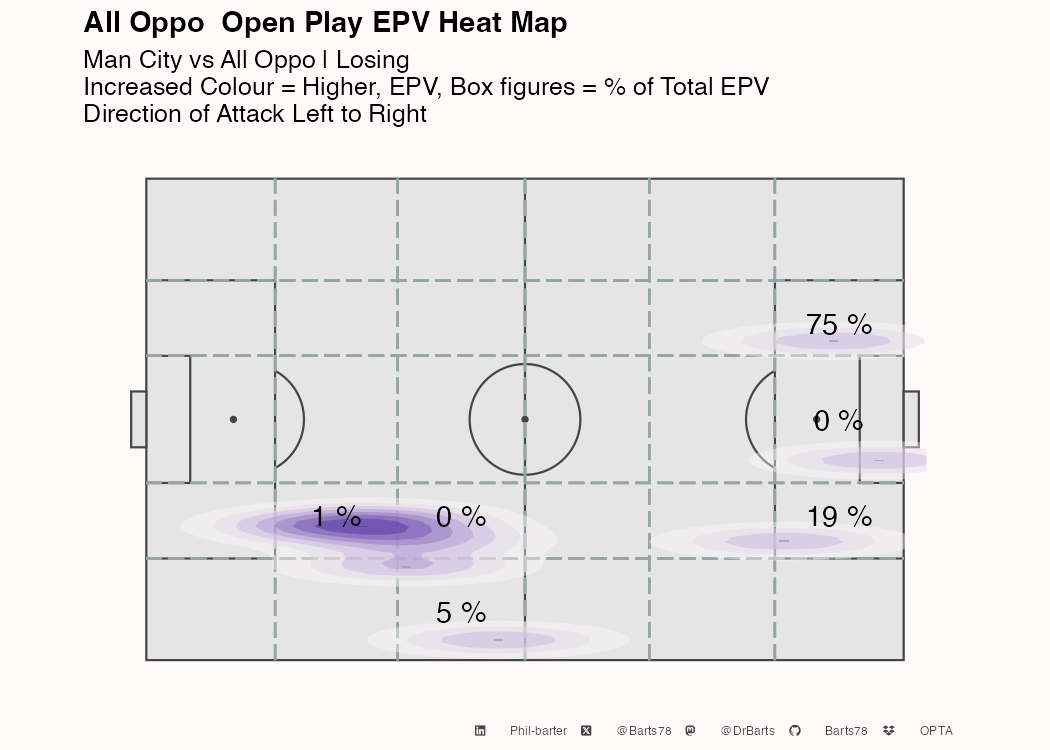 All Oppo  Open Play EPV Heat Map
Man City vs All Oppo | Losing
Increased Colour = Higher, EPV, Box figures = % of Total EPV
Direction of Attack Left to Right
75 %
0 %
1 % 0 % 19 %
5 %
Phil-barter @Barts78 @DrBarts Barts78 OPTA